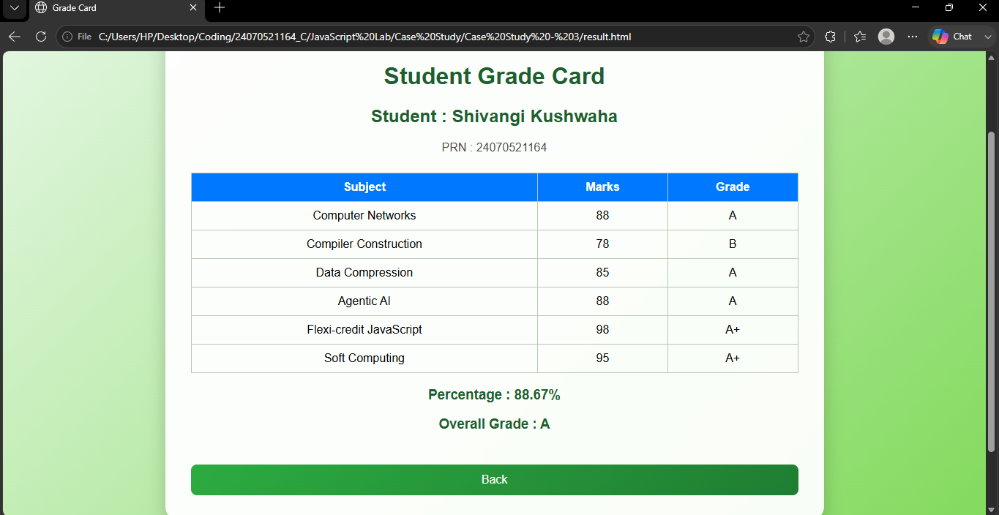 Grade Card
File C:/Users/HP/Desktop/Coding/24070521164_C/JavaScript%20Lab/Case%20Study/Case%20Study%20-%203/result.html
Chat
Student Grade Card
Student : Shivangi Kushwaha
PRN : 24070521164
Subject Marks Grade
Computer Networks 88 A
Compiler Construction 78 B
Data Compression 85 A
Agentic AI 88 A
Flexi-credit JavaScript 98 A+
Soft Computing 95 A+
Percentage : 88.67%
Overall Grade : A
Back